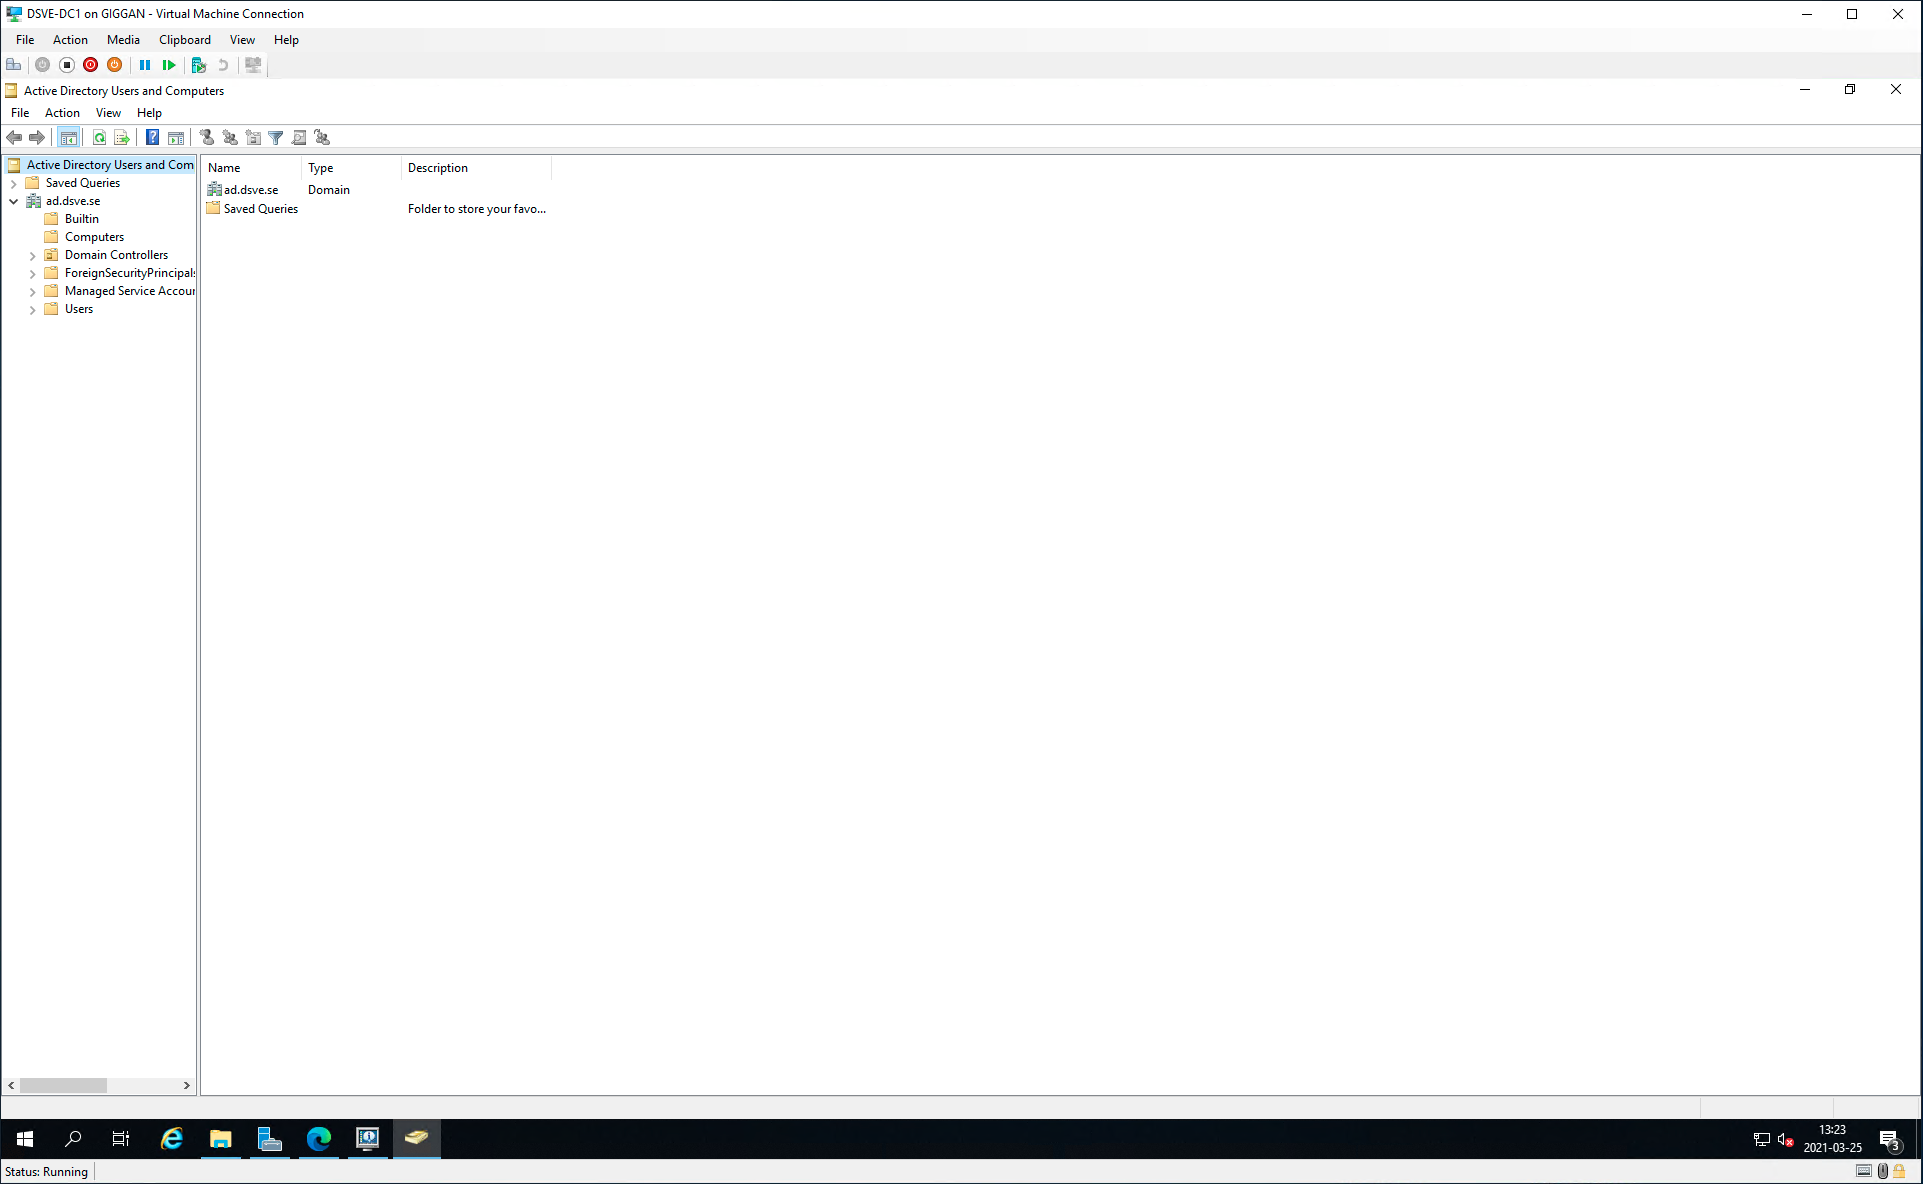 DSVE-DC1 on GIGGAN - Virtual Machine Connection
File Action Media Clipboard View Help
Active Directory Users and Computers
File Action View Help
Active Directory Users and Com
Saved Queries
ad.dsve.se
Builtin
Computers
Domain Controllers
ForeignSecurityPrincipals
Managed Service Accour
Users
Name Type Description
ad.dsve.se Domain
Saved Queries Folder to store your favo...
13:23
2021-03-25
3
Status: Running